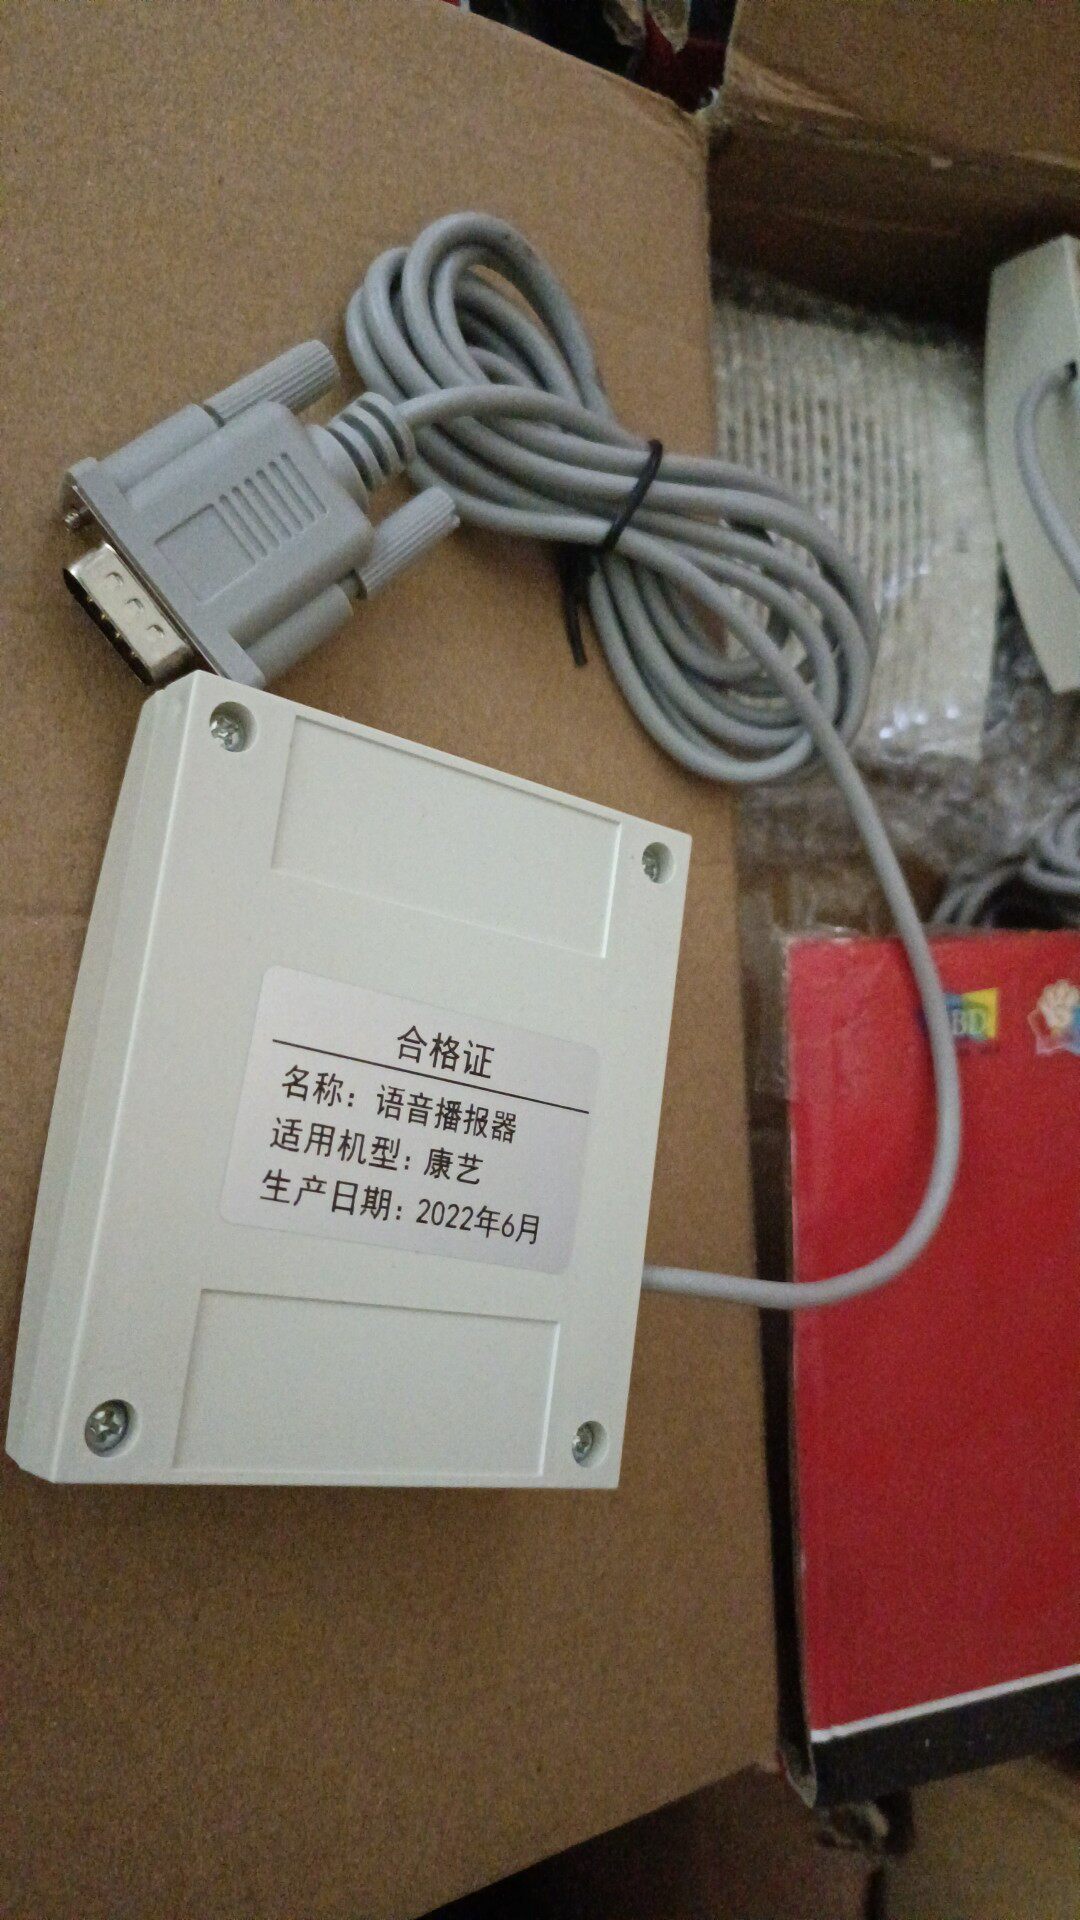 合格证
名称：语音播报器
适用机型：康艺
生产日期：2022年6月
BD